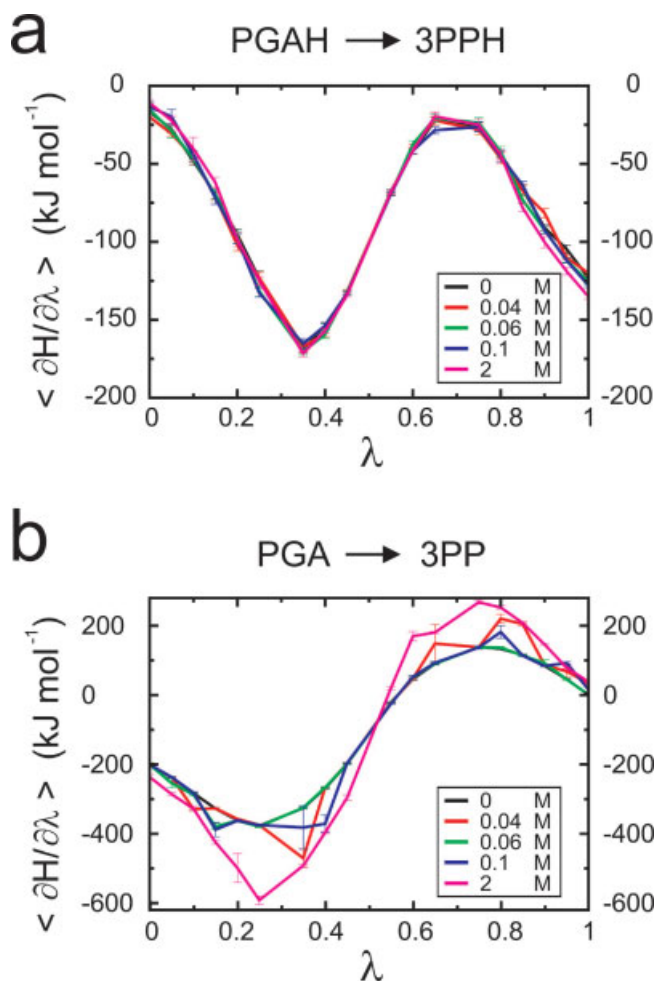 a
PGAH → 3PPH
0 0
-50 -50
-100 -100
-150 -150
-200 -200
< ∂H/∂λ > (kJ mol⁻¹)
0 M
0.04 M
0.06 M
0.1 M
2 M
0 0.2 0.4 0.6 0.8 1
λ
b
PGA → 3PP
200 200
0 0
-200 -200
-400 -400
-600 -600
< ∂H/∂λ > (kJ mol⁻¹)
0 M
0.04 M
0.06 M
0.1 M
2 M
0 0.2 0.4 0.6 0.8 1
λ